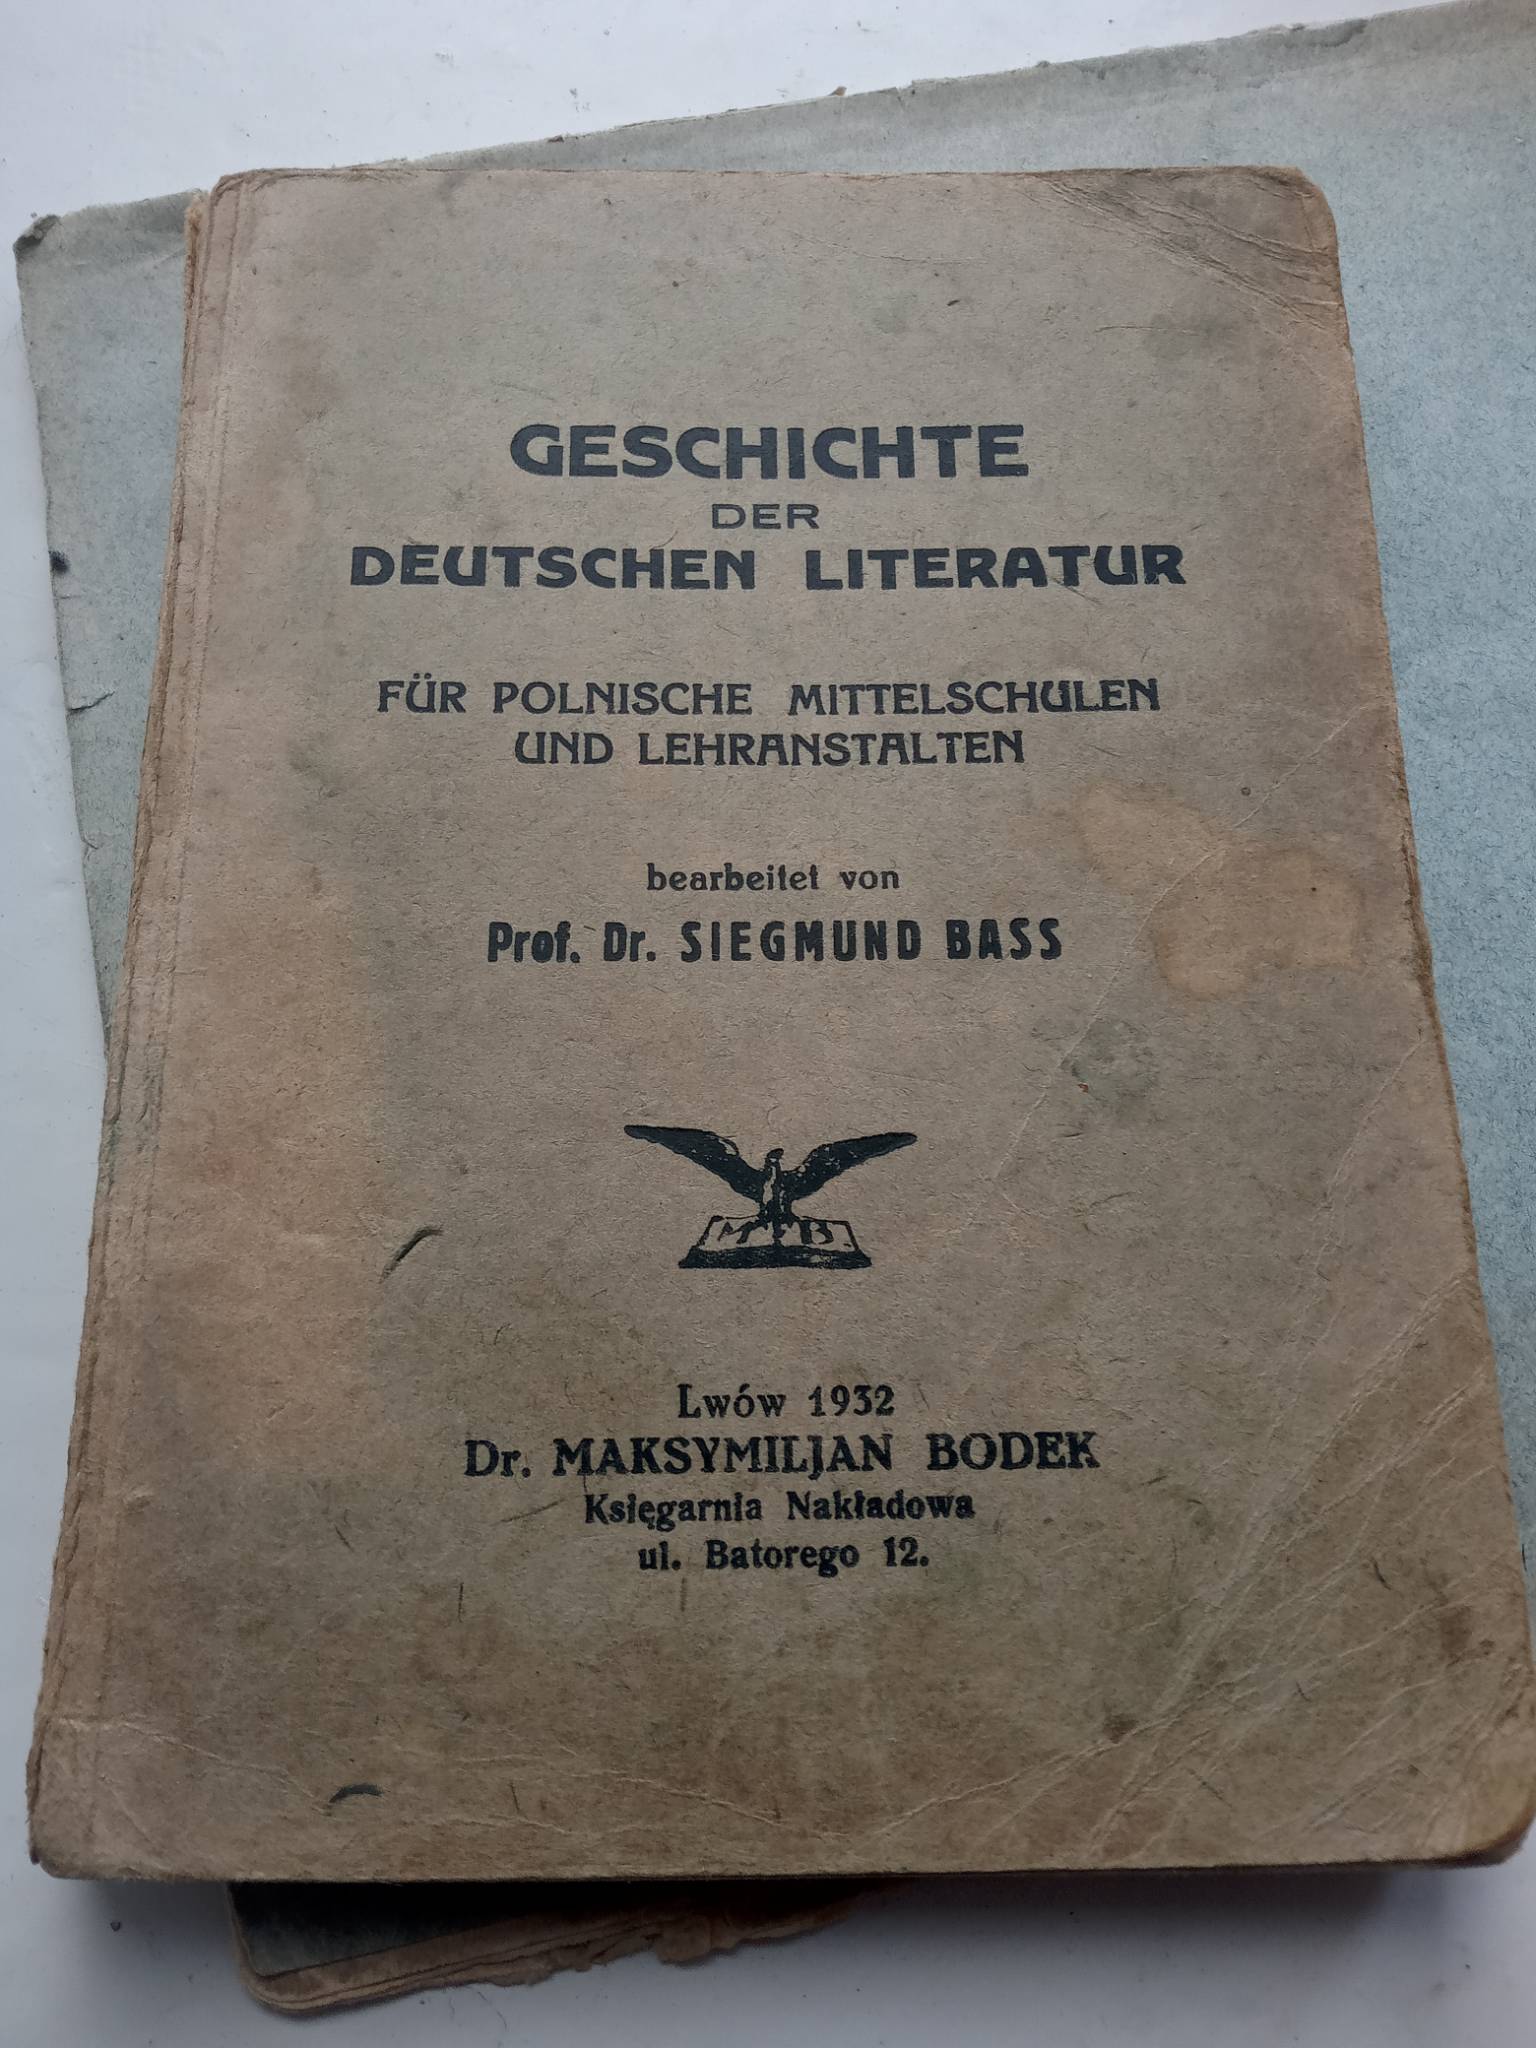 GESCHICHTE
DER
DEUTSCHEN LITERATUR
FÜR POLNISCHE MITTELSCHULEN
UND LEHRANSTALTEN
bearbeitet von
Prof. Dr. SIEGMUND BASS
M. B.
Lwów 1932
Dr. MAKSYMILJAN BODEK
Księgarnia Nakładowa
ul. Batorego 12.